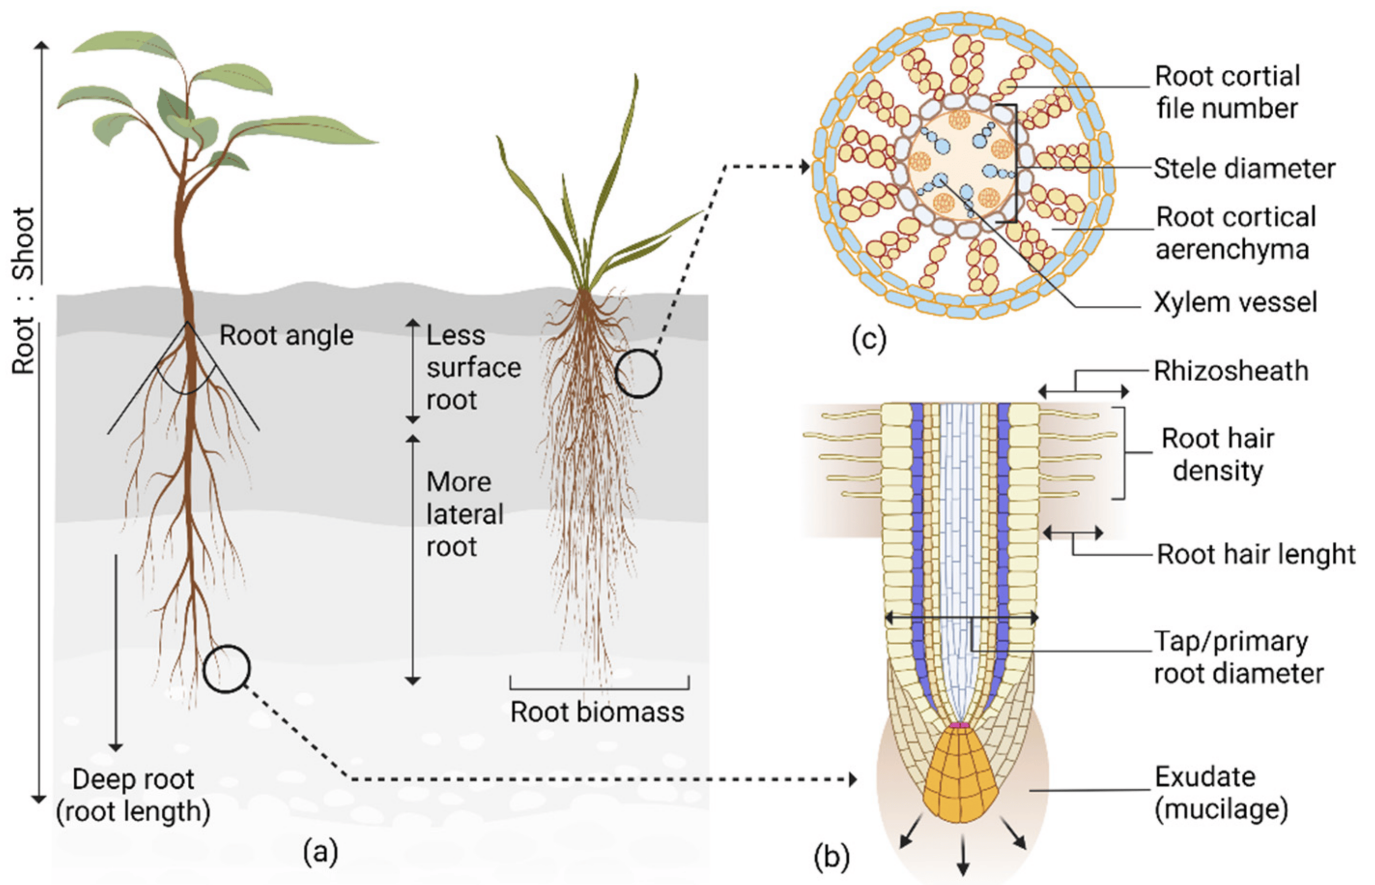 Root : Shoot
Root angle
Less
surface
root
More
lateral
root
Root biomass
Deep root
(root length)
(a)
Root cortial
file number
Stele diameter
Root cortical
aerenchyma
Xylem vessel
(c)
Rhizosheath
Root hair
density
Root hair lenght
Tap/primary
root diameter
Exudate
(mucilage)
(b)